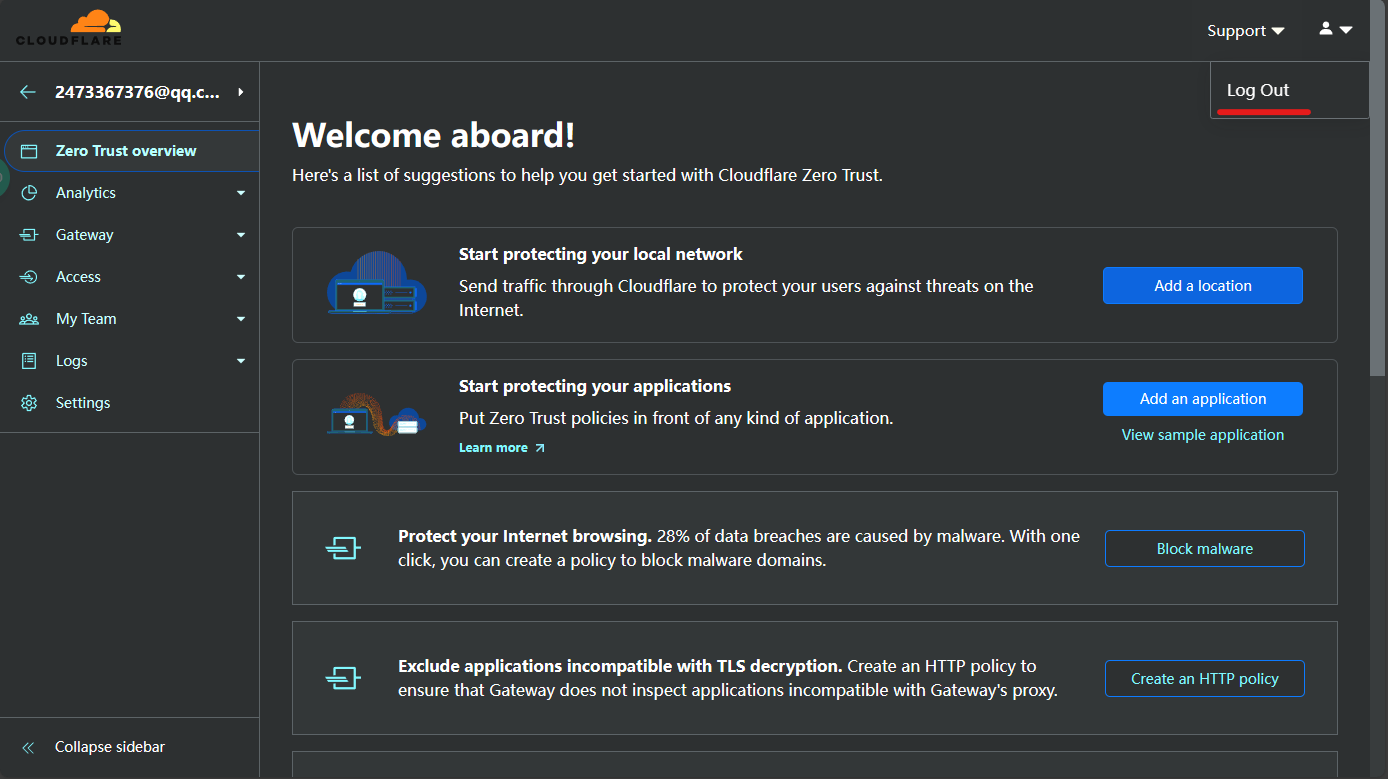 CLOUDFLARE
Support
Log Out
2473367376@qq.c...
Zero Trust overview
Analytics
Gateway
Access
My Team
Logs
Settings
Collapse sidebar
Welcome aboard!
Here's a list of suggestions to help you get started with Cloudflare Zero Trust.
Start protecting your local network
Send traffic through Cloudflare to protect your users against threats on the
Internet.
Add a location
Start protecting your applications
Put Zero Trust policies in front of any kind of application.
Learn more
Add an application
View sample application
Protect your Internet browsing. 28% of data breaches are caused by malware. With one
click, you can create a policy to block malware domains.
Block malware
Exclude applications incompatible with TLS decryption. Create an HTTP policy to
ensure that Gateway does not inspect applications incompatible with Gateway's proxy.
Create an HTTP policy